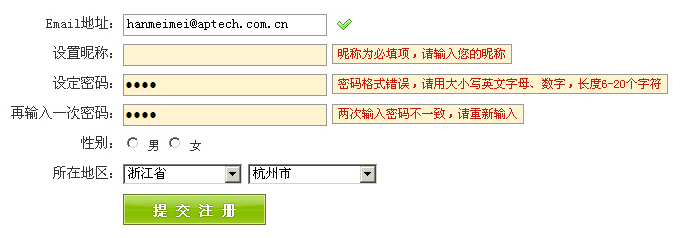 Email地址： hanmeimei@aptech.com.cn
设置昵称： 昵称为必填项，请输入您的昵称
设定密码： ●●●● 密码格式错误，请用大小写英文字母、数字，长度6-20个字符
再输入一次密码： ●●●● 两次输入密码不一致，请重新输入
性别： 男 女
所在地区： 浙江省 杭州市
提 交 注 册